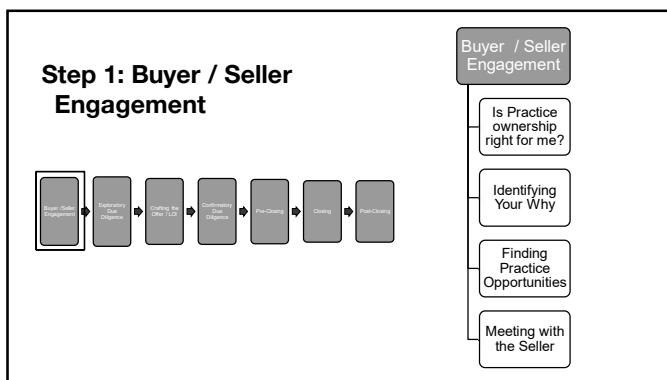 Step 1: Buyer / Seller
Engagement
Buyer /Seller
Engagement
Exploratory
Due
Diligence
Crafting the
Offer / LOI
Confirmatory
Due
Diligence
Pre-Closing
Closing
Post-Closing
Buyer / Seller
Engagement
Is Practice
ownership
right for me?
Identifying
Your Why
Finding
Practice
Opportunities
Meeting with
the Seller